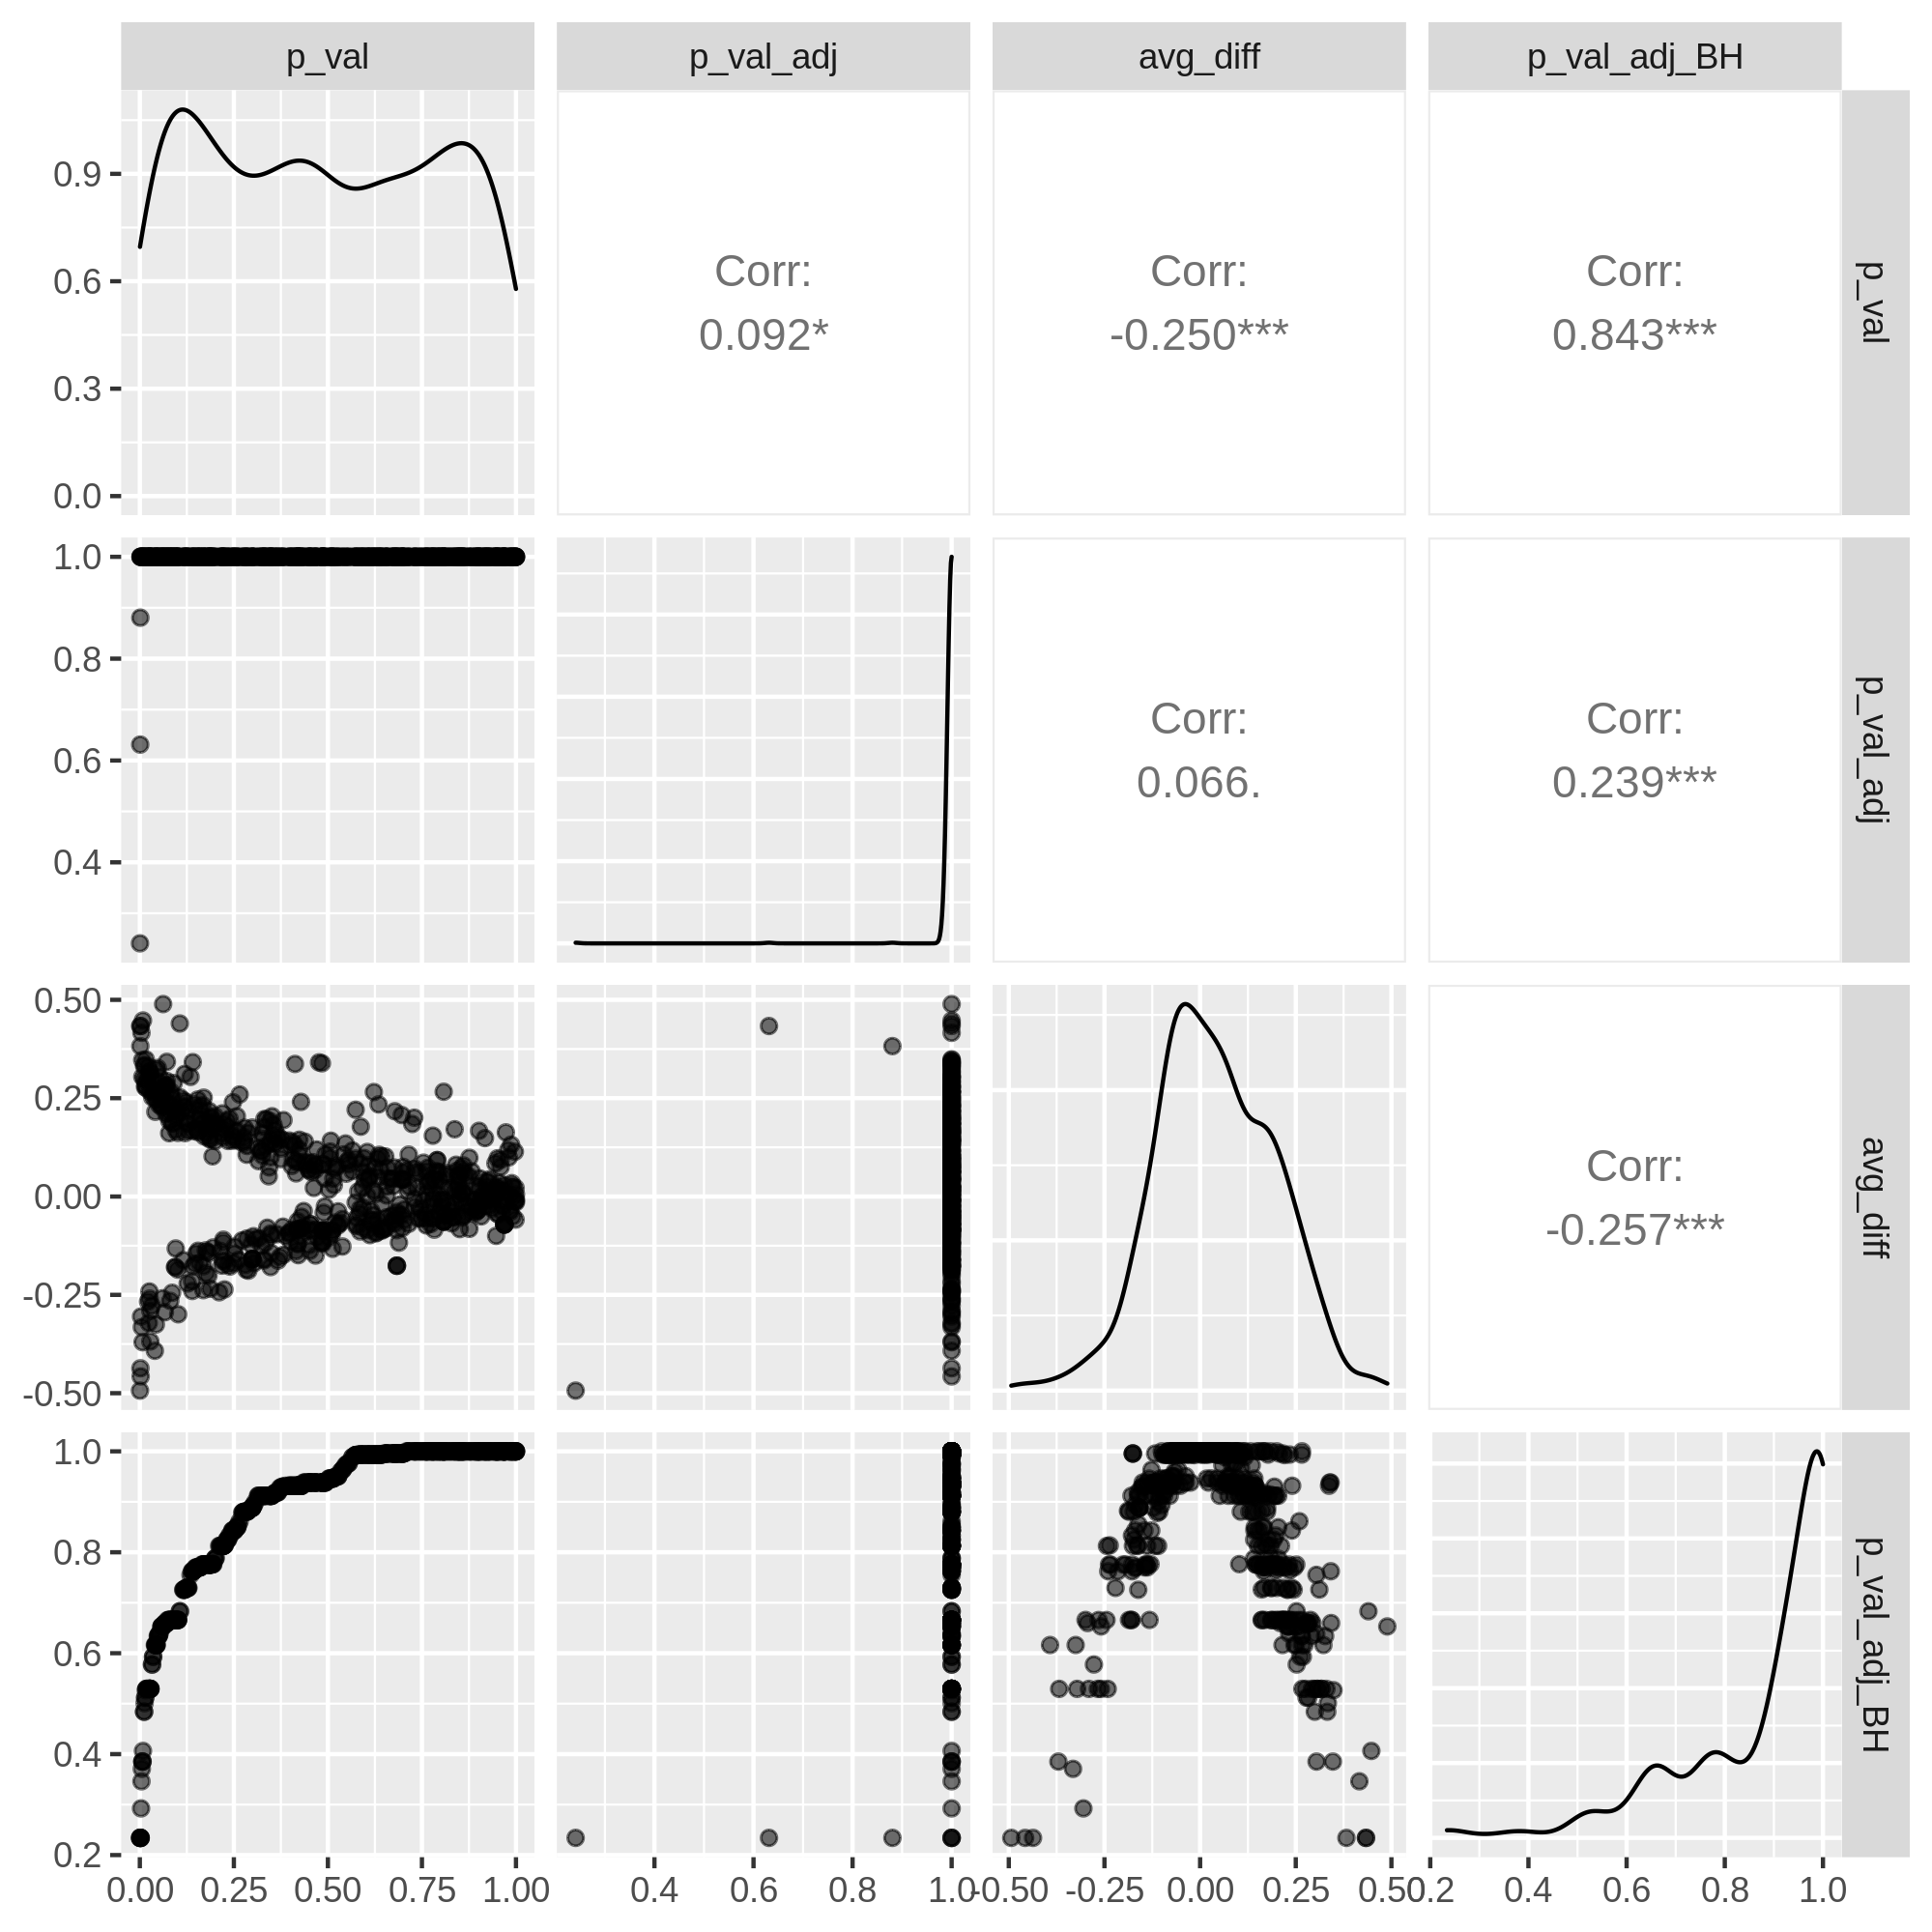 p_val
p_val_adj
avg_diff
p_val_adj_BH
0.9
0.6
0.3
0.0
Corr:
0.092*
Corr:
-0.250***
Corr:
0.843***
p_val
1.0
0.8
0.6
0.4
Corr:
0.066.
Corr:
0.239***
p_val_adj
0.50
0.25
0.00
-0.25
-0.50
Corr:
-0.257***
avg_diff
1.0
0.8
0.6
0.4
0.2
p_val_adj_BH
0.00 0.25 0.50 0.75 1.00
0.4 0.6 0.8 1.0
-0.50 -0.25 0.00 0.25 0.50
0.2 0.4 0.6 0.8 1.0